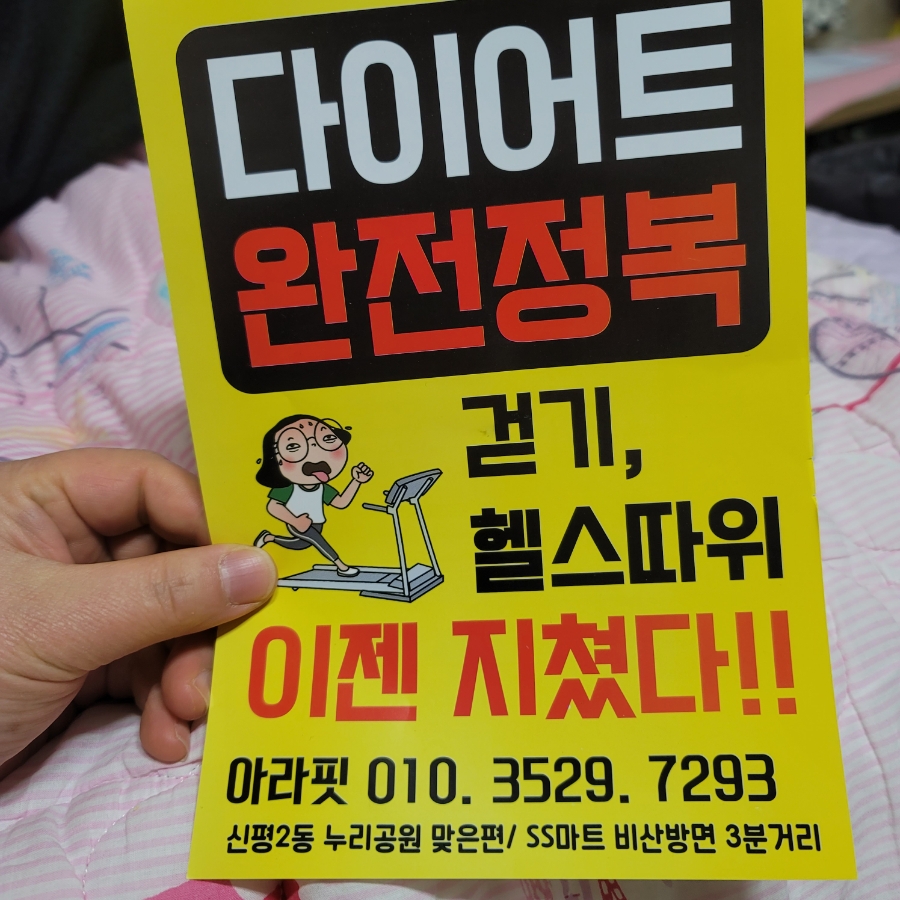 다이어트
완전정복
걷기,
헬스따위
이젠 지쳤다!!
아라핏 010. 3529. 7293
신평2동 누리공원 맞은편/ SS마트 비산방면 3분거리